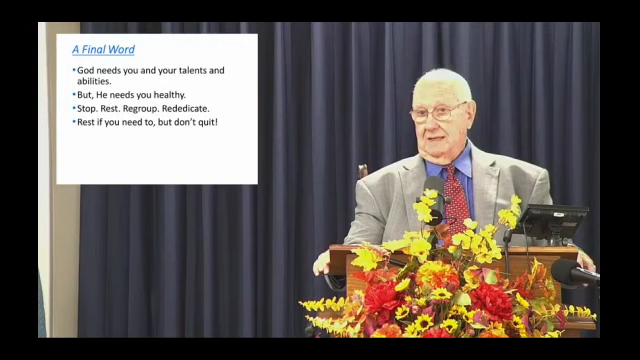 A Final Word
•God needs you and your talents and
abilities.
•But, He needs you healthy.
•Stop. Rest. Regroup. Rededicate.
•Rest if you need to, but don't quit!